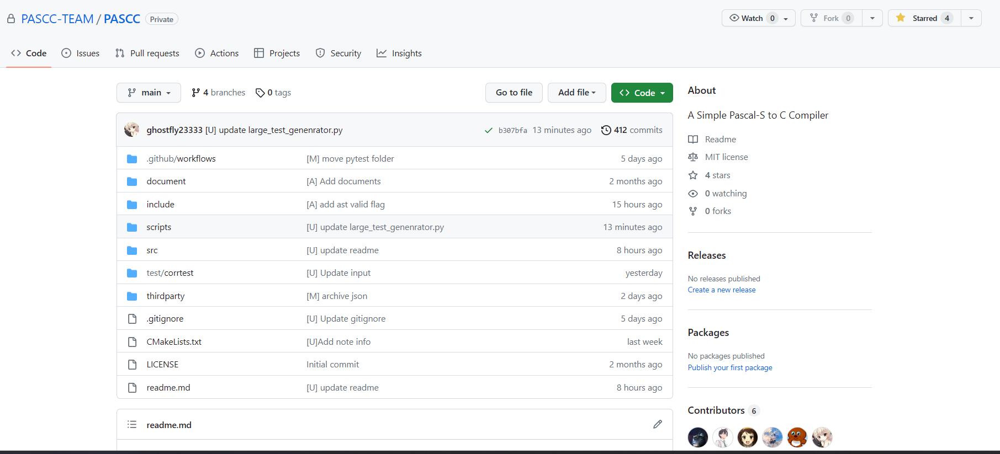 PASCC-TEAM / PASCC Private
Watch 0 Fork 0 Starred 4
Code Issues Pull requests Actions Projects Security Insights
main 4 branches 0 tags Go to file Add file Code
ghostfly23333 [U] update large_test_genenrator.py b307bfa 13 minutes ago 412 commits
.github/workflows [M] move pytest folder 5 days ago
document [A] Add documents 2 months ago
include [A] add ast valid flag 15 hours ago
scripts [U] update large_test_genenrator.py 13 minutes ago
src [U] update readme 8 hours ago
test/corrtest [U] Update input yesterday
thirdparty [M] archive json 2 days ago
.gitignore [U] Update gitignore 5 days ago
CMakeLists.txt [U]Add note info last week
LICENSE Initial commit 2 months ago
readme.md [U] update readme 8 hours ago
readme.md
About
A Simple Pascal-S to C Compiler
Readme
MIT license
4 stars
0 watching
0 forks
Releases
No releases published
Create a new release
Packages
No packages published
Publish your first package
Contributors 6